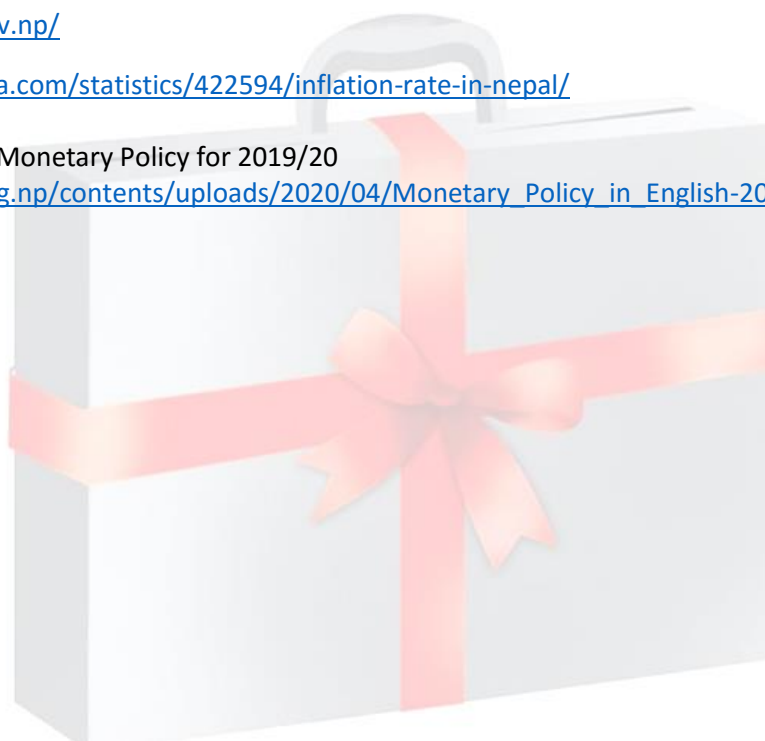 v.np/
a.com/statistics/422594/inflation-rate-in-nepal/
Monetary Policy for 2019/20
g.np/contents/uploads/2020/04/Monetary_Policy_in_English-20